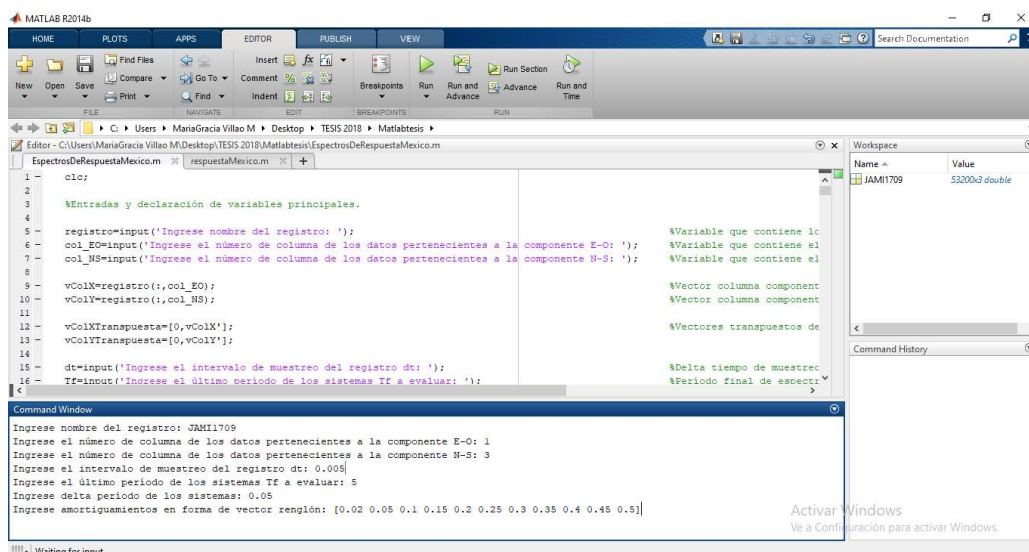 MATLAB R2014b
HOME PLOTS APPS EDITOR PUBLISH VIEW
Search Documentation
New Open Save
Find Files
Compare
Print
Go To
Find
Insert fx
Comment %
Indent
Breakpoints
Run
Run and Advance
Run Section
Advance
Run and Time
FILE NAVIGATE EDIT BREAKPOINTS RUN
C: Users MariaGracia Villao M Desktop TESIS 2018 Matlabtesis
Editor - C:\Users\MariaGracia Villao M\Desktop\TESIS 2018\Matlabtesis\EspectrosDeRespuestaMexico.m
EspectrosDeRespuestaMexico.m respuestaMexico.m +
1 - clc;
2
3 %Entradas y declaración de variables principales.
4
5 - registro=input('Ingrese nombre del registro: '); %Variable que contiene lo
6 - col_EO=input('Ingrese el número de columna de los datos pertenecientes a la componente E-O: '); %Variable que contiene el
7 - col_NS=input('Ingrese el número de columna de los datos pertenecientes a la componente N-S: '); %Variable que contiene el
8
9 - vColX=registro(:,col_EO); %Vector columna component
10 - vColY=registro(:,col_NS); %Vector columna component
11
12 - vColXTranspuesta=[0,vColX']; %Vectores transpuestos de
13 - vColYTranspuesta=[0,vColY'];
14
15 - dt=input('Ingrese el intervalo de muestreo del registro dt: '); %Delta tiempo de muestreo
16 - Tf=input('Ingrese el último período de los sistemas Tf a evaluar: '); %Período final de espectr
Workspace
Name Value
JAMI1709 53200x3 double
Command History
Command Window
Ingrese nombre del registro: JAMI1709
Ingrese el número de columna de los datos pertenecientes a la componente E-O: 1
Ingrese el número de columna de los datos pertenecientes a la componente N-S: 3
Ingrese el intervalo de muestreo del registro dt: 0.005
Ingrese el último período de los sistemas Tf a evaluar: 5
Ingrese delta período de los sistemas: 0.05
Ingrese amortiguamientos en forma de vector renglón: [0.02 0.05 0.1 0.15 0.2 0.25 0.3 0.35 0.4 0.45 0.5]
Activar Windows
Ve a Configuración para activar Windows.
Waiting for input